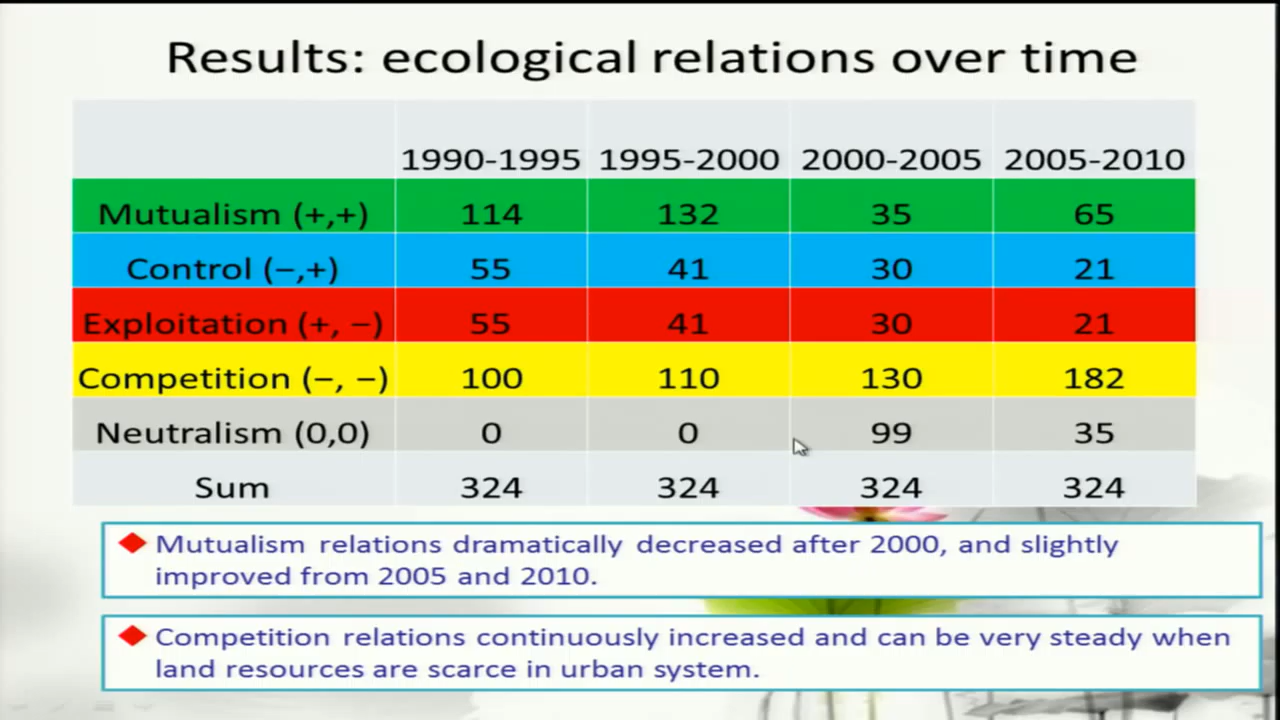 Results: ecological relations over time
1990-1995 1995-2000 2000-2005 2005-2010
Mutualism (+,+) 114 132 35 65
Control (−,+) 55 41 30 21
Exploitation (+, −) 55 41 30 21
Competition (−, −) 100 110 130 182
Neutralism (0,0) 0 0 99 35
Sum 324 324 324 324
Mutualism relations dramatically decreased after 2000, and slightly
improved from 2005 and 2010.
Competition relations continuously increased and can be very steady when
land resources are scarce in urban system.